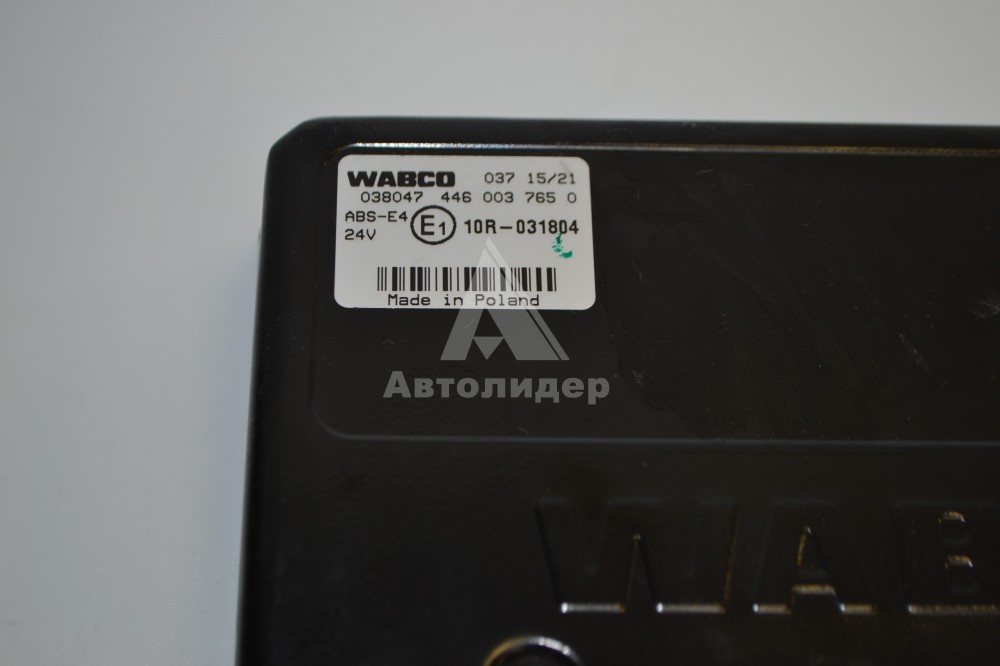 WABCO 037 15/21
038047 446 003 765 0
ABS-E4 E1 10R-031804
24V
Made in Poland
Автолидер
WAB